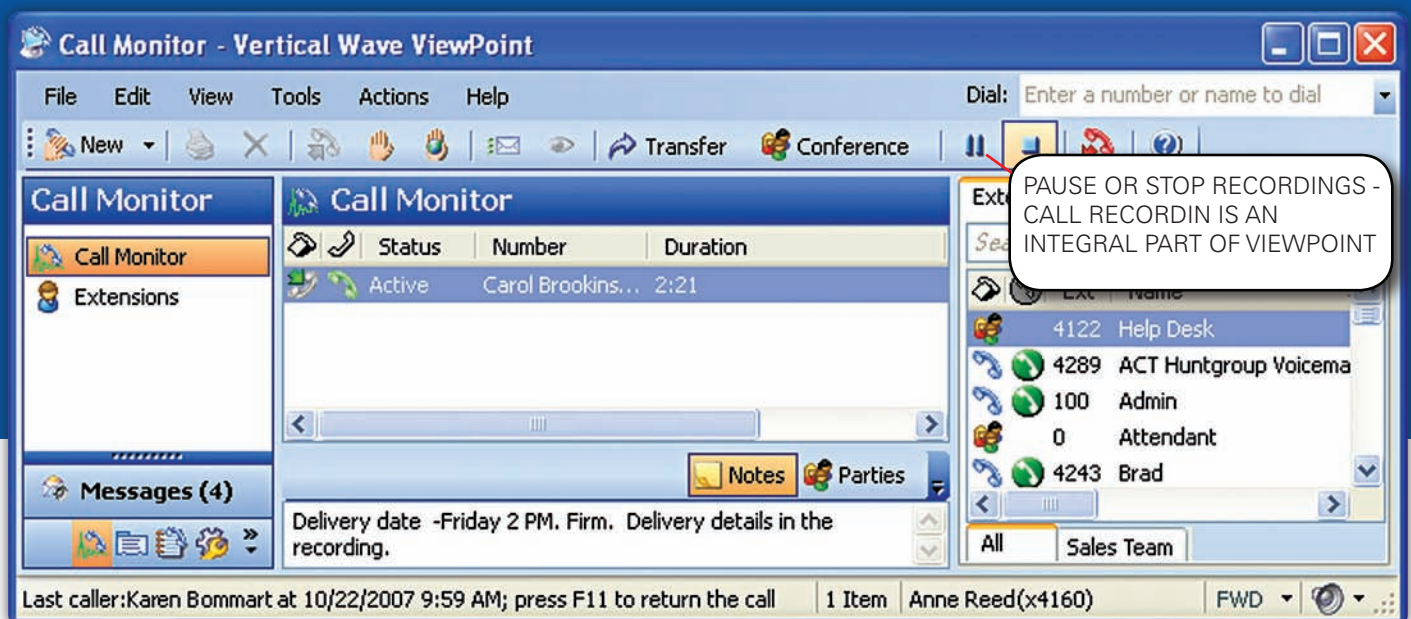 Call Monitor - Vertical Wave ViewPoint
File Edit View Tools Actions Help Dial: Enter a number or name to dial
New Transfer Conference
PAUSE OR STOP RECORDINGS -
CALL RECORDIN IS AN
INTEGRAL PART OF VIEWPOINT
Call Monitor
Call Monitor
Extensions
Messages (4)
Call Monitor
Status Number Duration
Active Carol Brookins... 2:21
Notes Parties
Delivery date -Friday 2 PM. Firm. Delivery details in the
recording.
Ext Name
4122 Help Desk
4289 ACT Huntgroup Voicema
100 Admin
0 Attendant
4243 Brad
All Sales Team
Last caller:Karen Bommart at 10/22/2007 9:59 AM; press F11 to return the call 1 Item Anne Reed(x4160) FWD